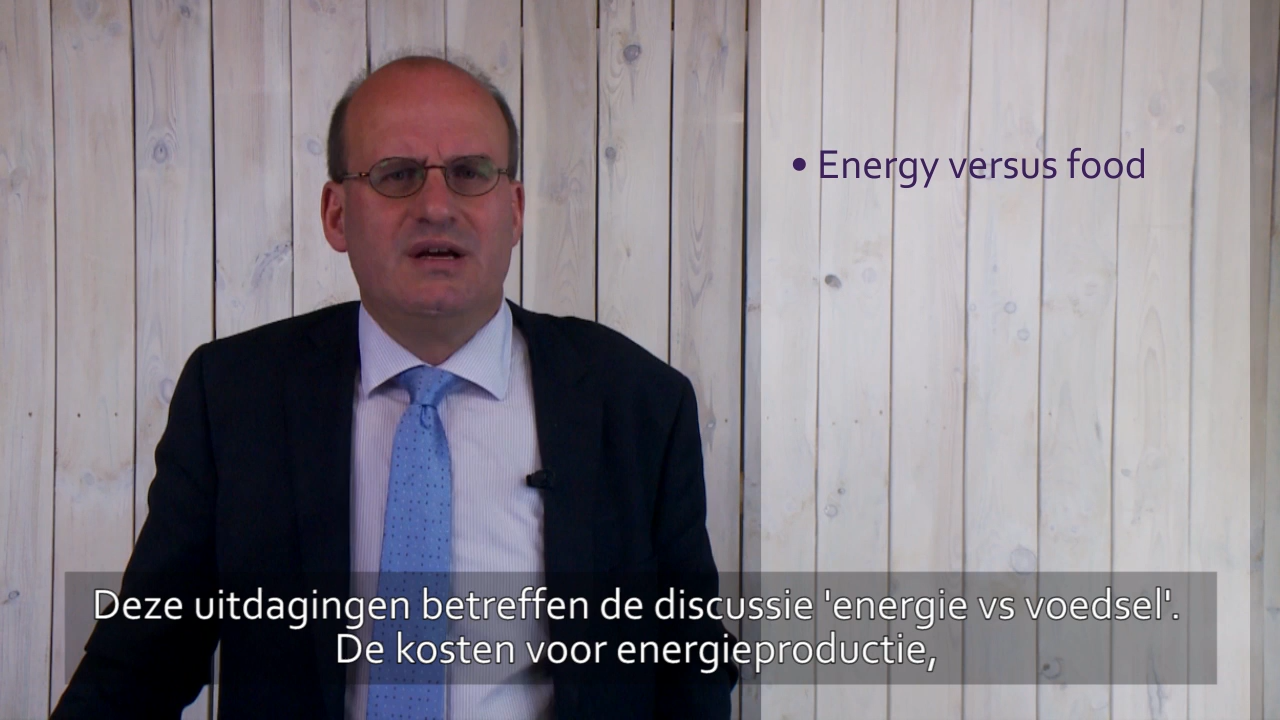 • Energy versus food
Deze uitdagingen betreffen de discussie 'energie vs voedsel'.
De kosten voor energieproductie,